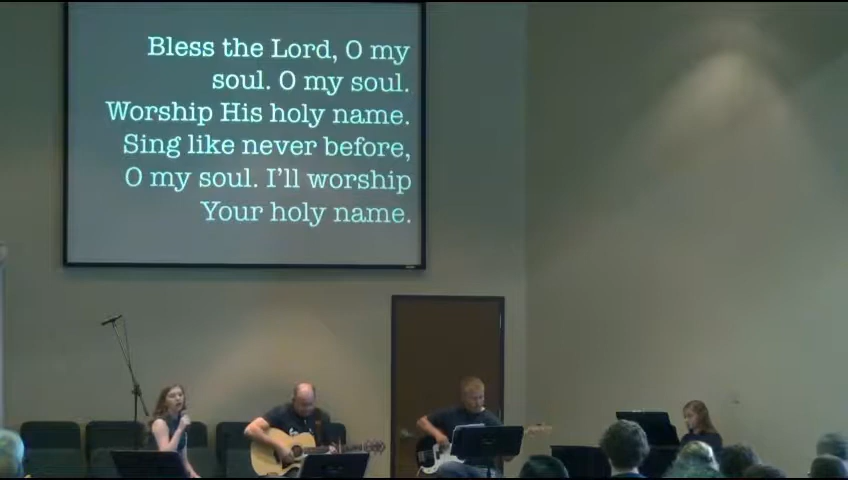 Bless the Lord, O my
soul. O my soul.
Worship His holy name.
Sing like never before,
O my soul. I'll worship
Your holy name.